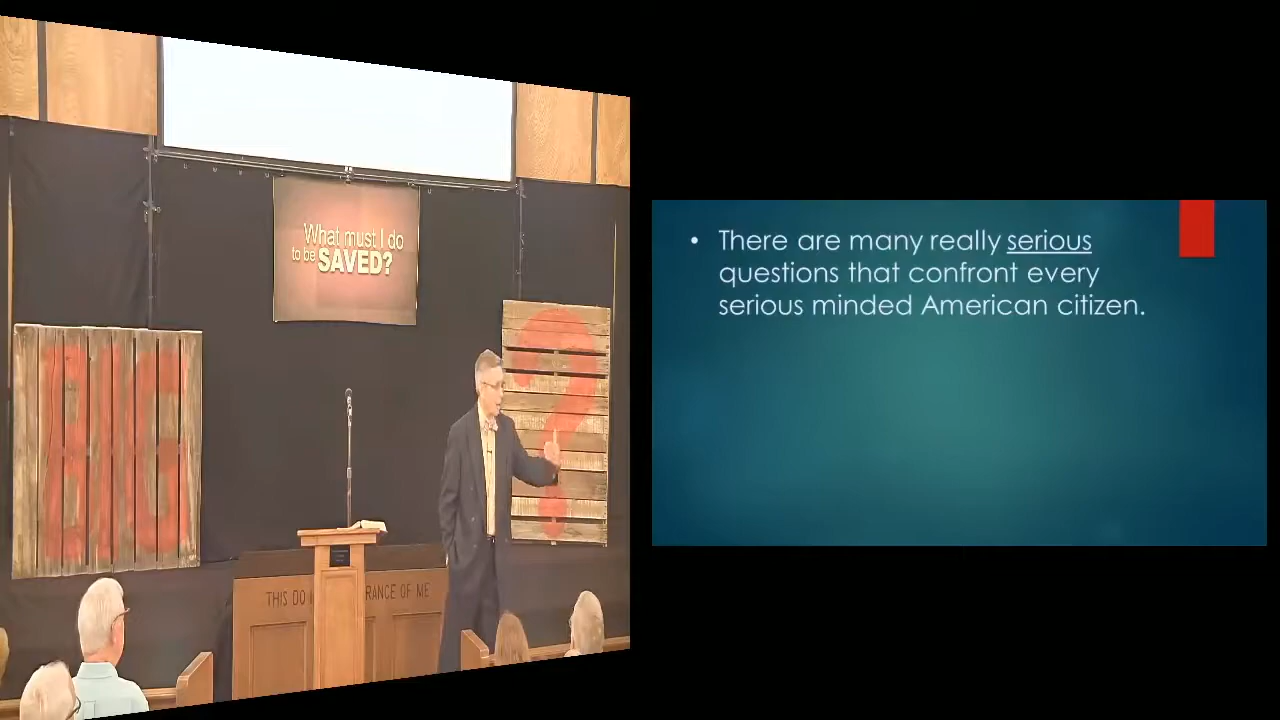 What must I do
to be SAVED?
BIG
?
THIS DO I
RANCE OF ME
• There are many really serious
questions that confront every
serious minded American citizen.